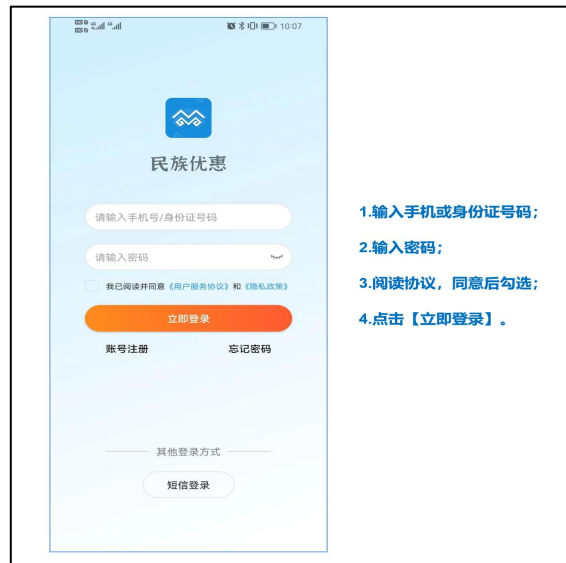 10:07
民族优惠
请输入手机号/身份证号码
请输入密码
我已阅读并同意《用户服务协议》和《隐私政策》
立即登录
账号注册 忘记密码
其他登录方式
短信登录
1.输入手机或身份证号码;
2.输入密码;
3.阅读协议，同意后勾选;
4.点击【立即登录】。